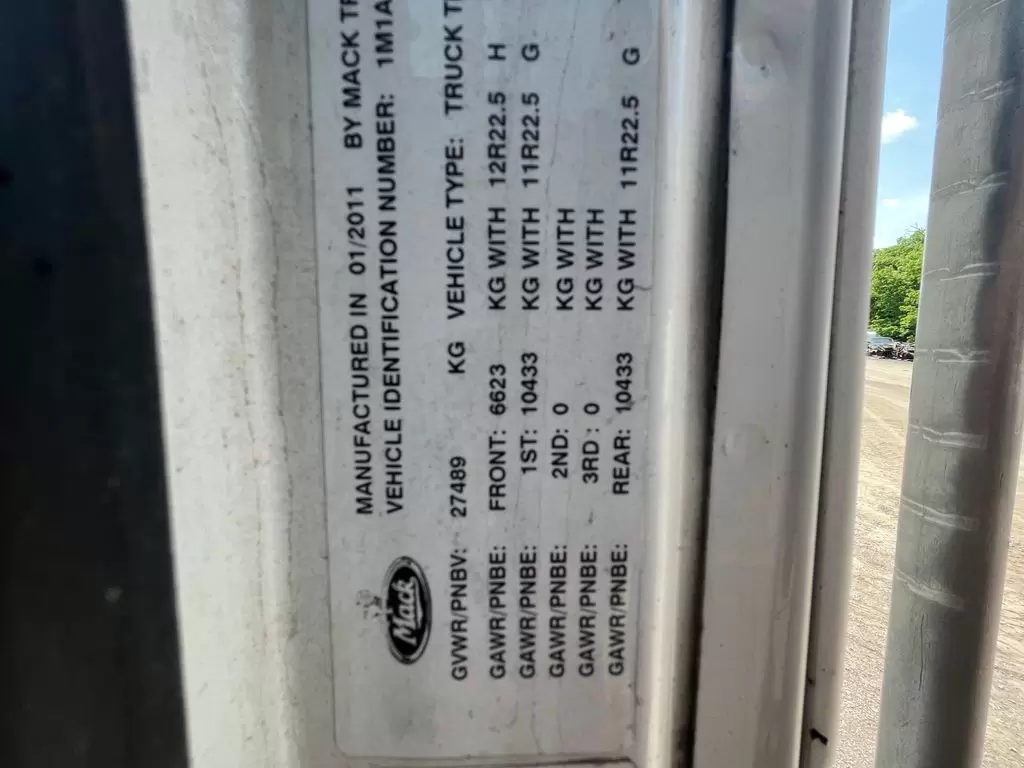 MANUFACTURED IN 01/2011 BY MACK TR
VEHICLE IDENTIFICATION NUMBER: 1M1A
Mack
GVWR/PNBV: 27489 KG VEHICLE TYPE: TRUCK TR
GAWR/PNBE: FRONT: 6623 KG WITH 12R22.5 H
GAWR/PNBE: 1ST: 10433 KG WITH 11R22.5 G
GAWR/PNBE: 2ND: 0 KG WITH
GAWR/PNBE: 3RD : 0 KG WITH
GAWR/PNBE: REAR: 10433 KG WITH 11R22.5 G